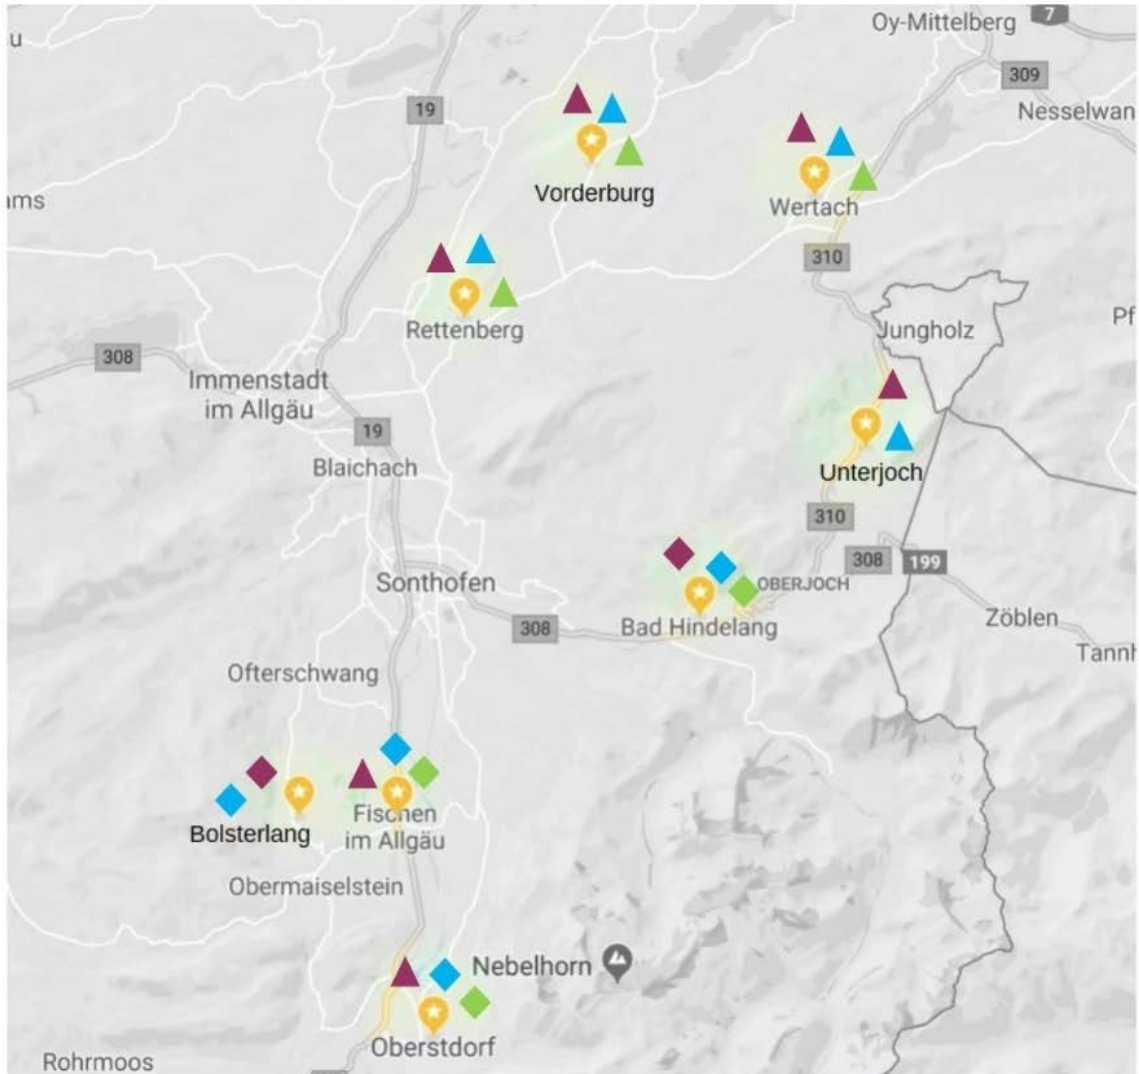 7
Oy-Mittelberg
u
309
19
Nesselwan
Vorderburg
ams
Wertach
310
Rettenberg
Jungholz
Pf
308
Immenstadt
im Allgäu
19
Blaichach
Unterjoch
310
308
199
Sonthofen
OBERJOCH
Bad Hindelang
308
Zöblen
Tannh
Ofterschwang
Fischen
im Allgäu
Bolsterlang
Obermaiselstein
Nebelhorn
Oberstdorf
Rohrmoos